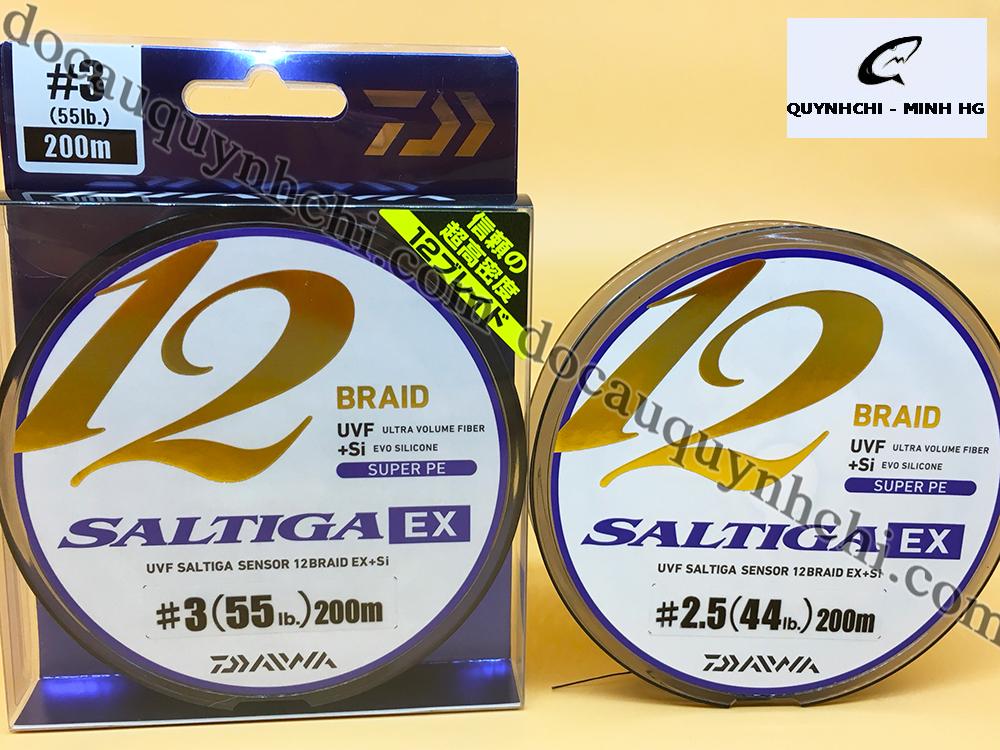 #3
(55lb.)
200m
QUYNHCHI - MINH HG
信頼の
超高密度
12ブレイド
12
BRAID
UVF ULTRA VOLUME FIBER
+Si EVO SILICONE
SUPER PE
SALTIGA EX
UVF SALTIGA SENSOR 12BRAID EX+Si
#3(55lb.)200m
DAIWA
12
BRAID
UVF ULTRA VOLUME FIBER
+Si EVO SILICONE
SUPER PE
SALTIGA EX
UVF SALTIGA SENSOR 12BRAID EX+Si
#2.5(44lb.)200m
DAIWA
docauquynhchi.com
docauquynhchi.com